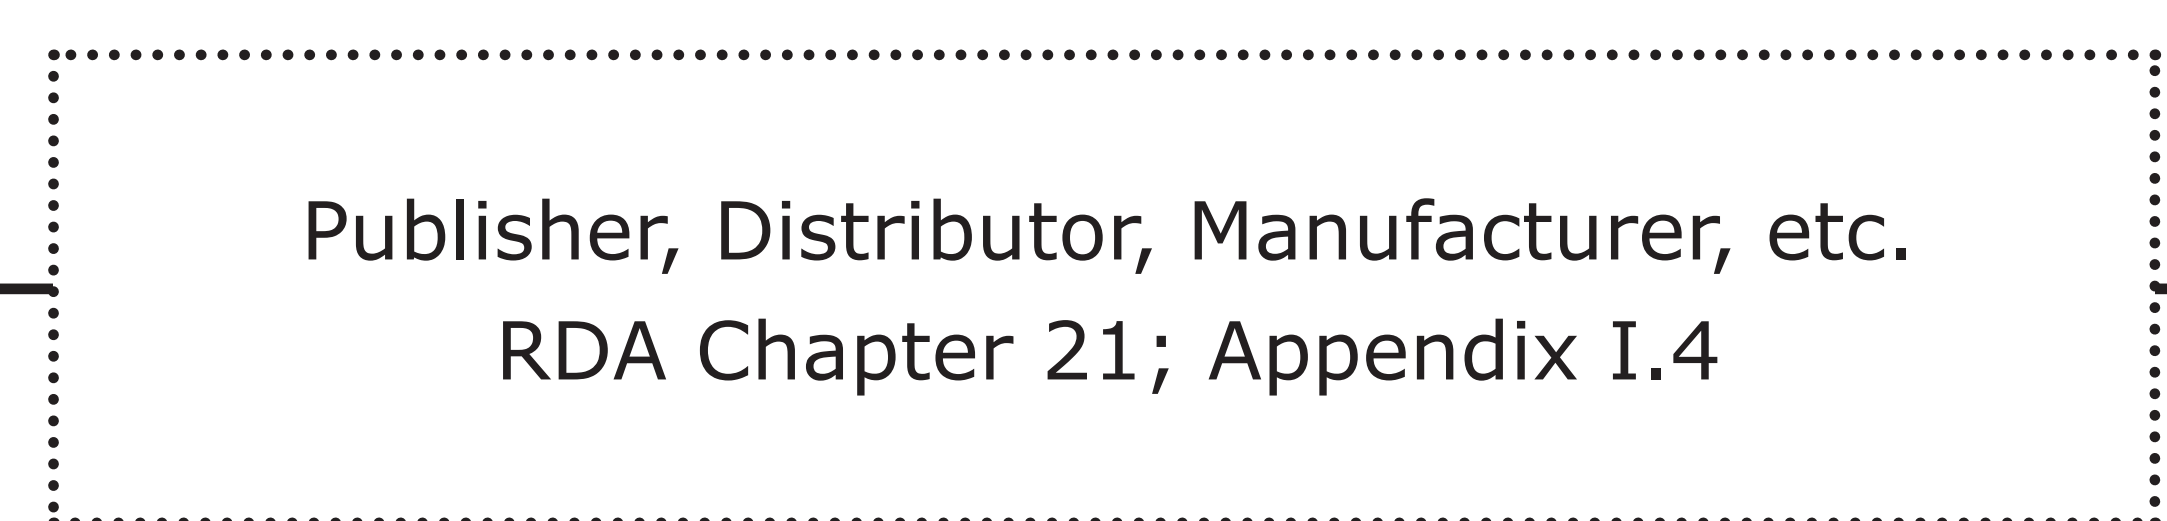 Publisher, Distributor, Manufacturer, etc.
RDA Chapter 21; Appendix I.4